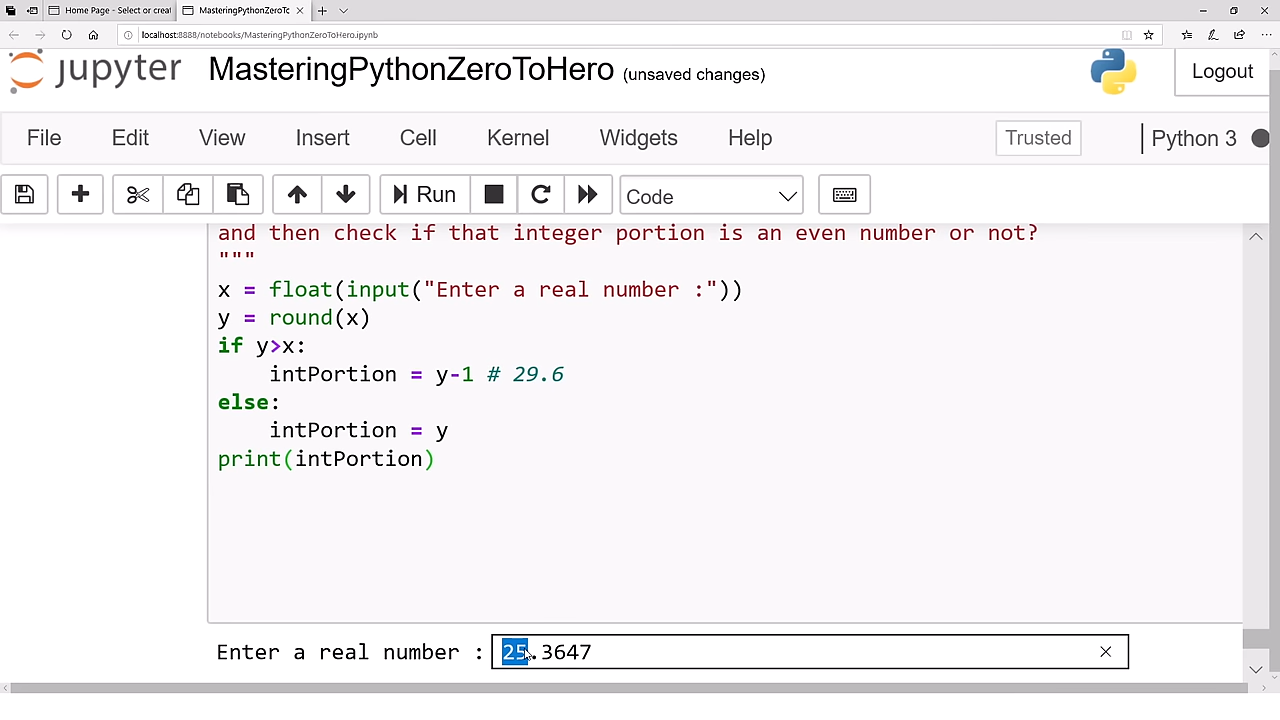 Home Page - Select or creat
MasteringPythonZeroToC
localhost:8888/notebooks/MasteringPythonZeroToHero.ipynb
jupyter MasteringPythonZeroToHero (unsaved changes)
Logout
File Edit View Insert Cell Kernel Widgets Help Trusted Python 3
Run Code
and then check if that integer portion is an even number or not?
"""
x = float(input("Enter a real number :"))
y = round(x)
if y>x:
    intPortion = y-1 # 29.6
else:
    intPortion = y
print(intPortion)
Enter a real number : 25.3647